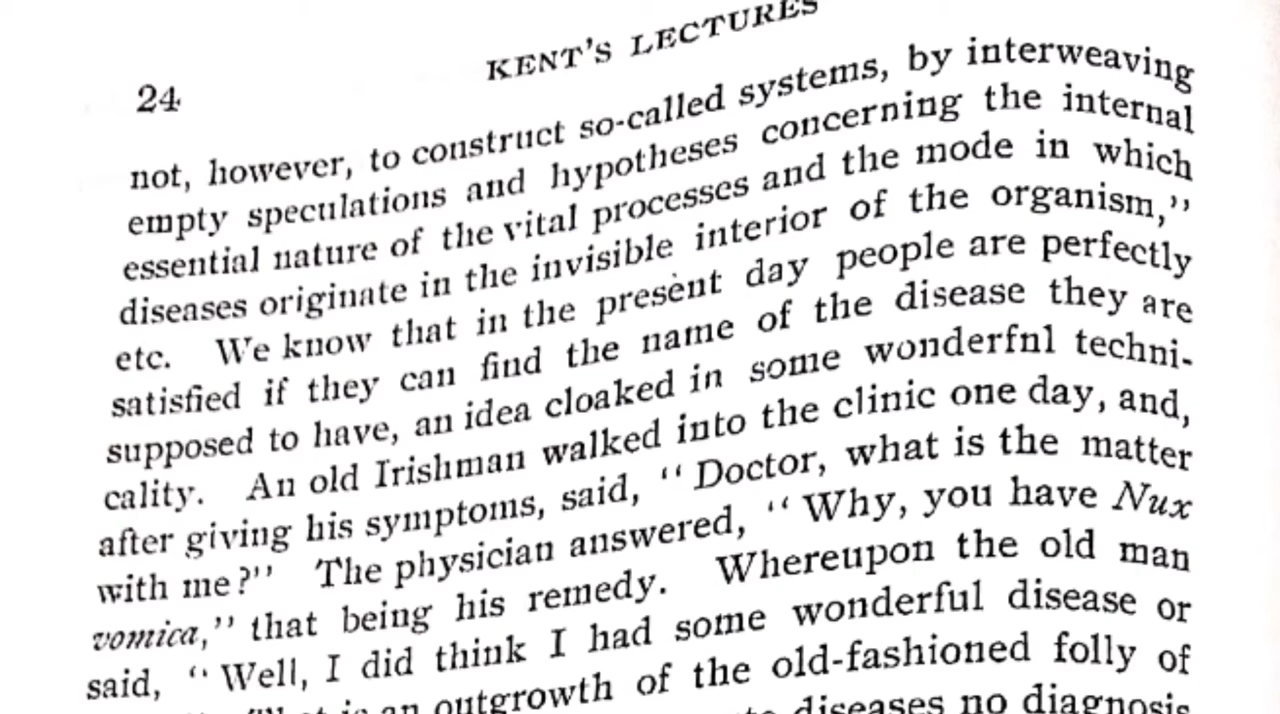 24
KENT'S LECTURES
not, however, to construct so-called systems, by interweaving
empty speculations and hypotheses concerning the internal
essential nature of the vital processes and the mode in which
diseases originate in the invisible interior of the organism,"
etc. We know that in the present day people are perfectly
satisfied if they can find the name of the disease they are
supposed to have, an idea cloaked in some wonderfnl techni-
cality. An old Irishman walked into the clinic one day, and,
after giving his symptoms, said, "Doctor, what is the matter
with me?" The physician answered, "Why, you have Nux
vomica," that being his remedy. Whereupon the old man
said, "Well, I did think I had some wonderful disease or
is an outgrowth of the old-fashioned folly of
diseases no diagnosis